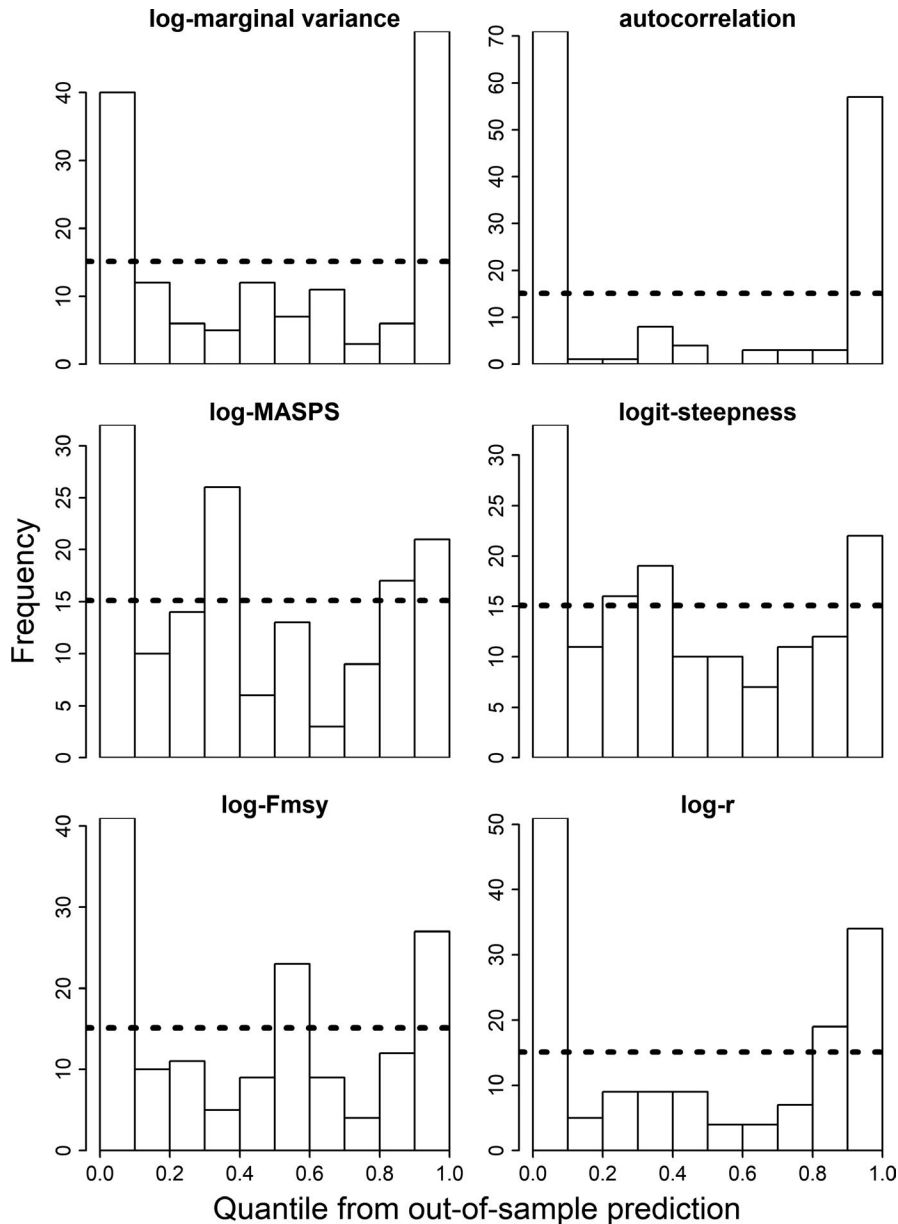 log-marginal variance
0 10 20 30 40
autocorrelation
0 10 20 30 40 50 60 70
log-MASPS
0 5 10 15 20 25 30
logit-steepness
0 5 10 15 20 25 30
Frequency
log-Fmsy
0 10 20 30 40
0.0 0.2 0.4 0.6 0.8 1.0
log-r
0 10 20 30 40 50
0.0 0.2 0.4 0.6 0.8 1.0
Quantile from out-of-sample prediction